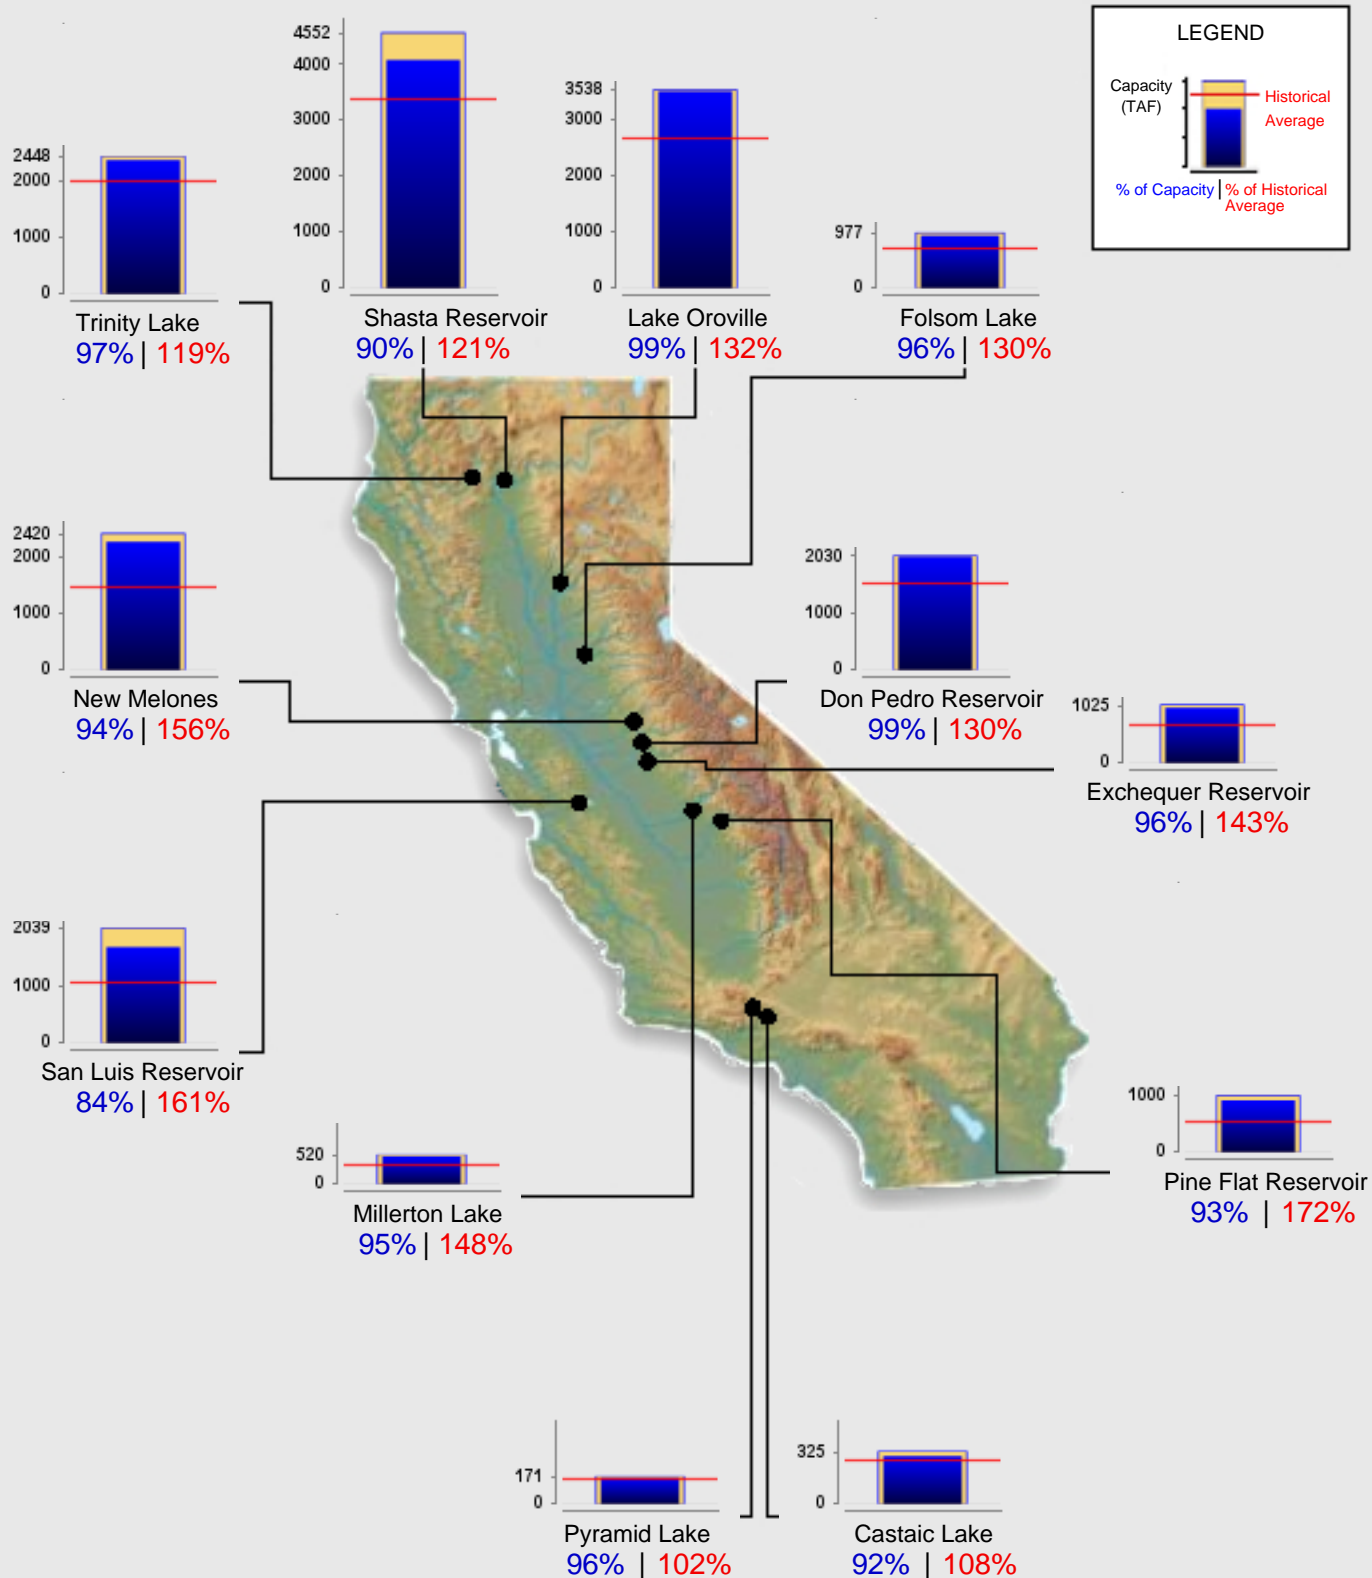 LEGEND
Capacity
(TAF)
Historical
Average
% of Capacity | % of Historical
Average
4552
4000
3000
2000
1000
0
Shasta Reservoir
90% | 121%
3538
3000
2000
1000
0
Lake Oroville
99% | 132%
2448
2000
1000
0
Trinity Lake
97% | 119%
977
0
Folsom Lake
96% | 130%
2420
2000
1000
0
New Melones
94% | 156%
2030
1000
0
Don Pedro Reservoir
99% | 130%
1025
0
Exchequer Reservoir
96% | 143%
2039
1000
0
San Luis Reservoir
84% | 161%
520
0
Millerton Lake
95% | 148%
1000
0
Pine Flat Reservoir
93% | 172%
171
0
Pyramid Lake
96% | 102%
325
0
Castaic Lake
92% | 108%